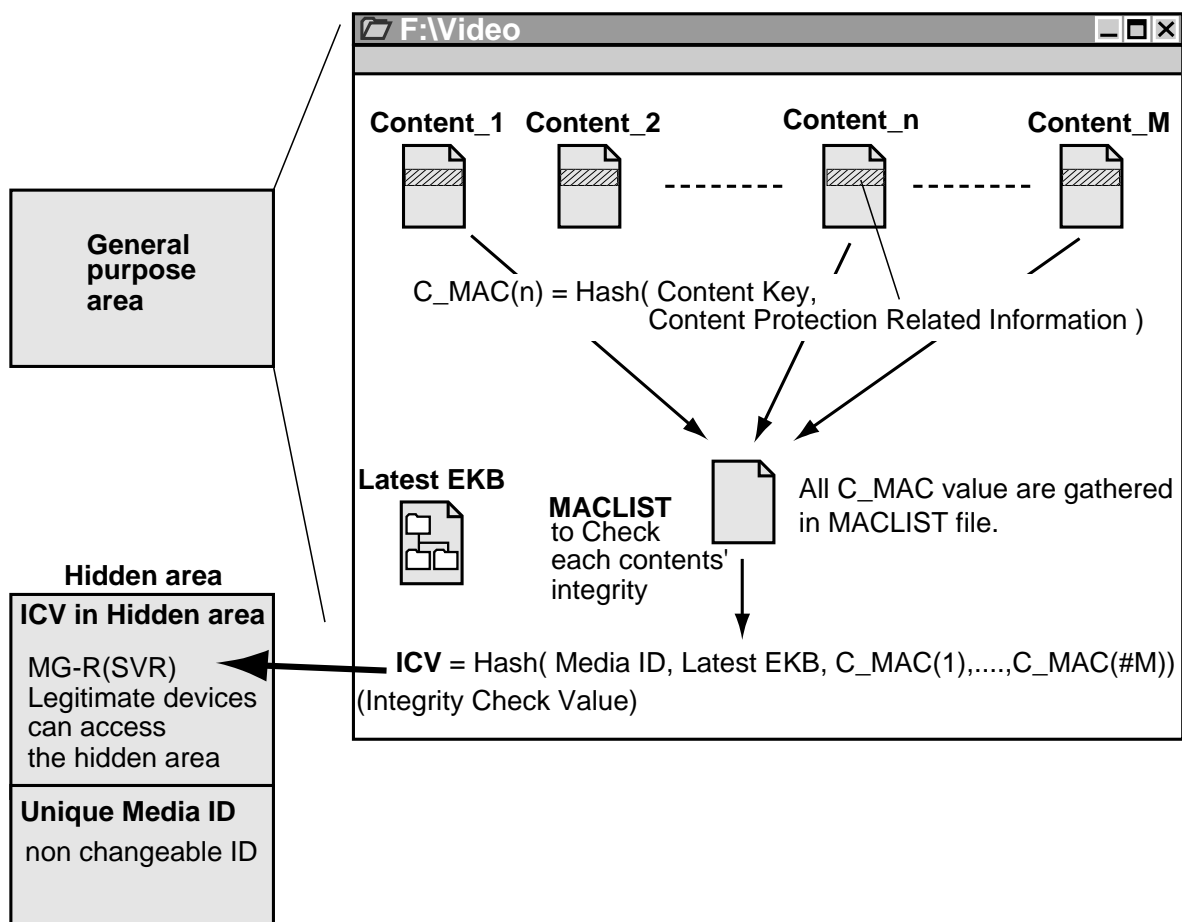 F:\Video
Content_1
Content_2
Content_n
Content_M
General
purpose
area
C_MAC(n) = Hash( Content Key,
Content Protection Related Information )
Latest EKB
MACLIST
to Check
each contents'
integrity
All C_MAC value are gathered
in MACLIST file.
Hidden area
ICV in Hidden area
MG-R(SVR)
Legitimate devices
can access
the hidden area
ICV = Hash( Media ID, Latest EKB, C_MAC(1),....,C_MAC(#M))
(Integrity Check Value)
Unique Media ID
non changeable ID